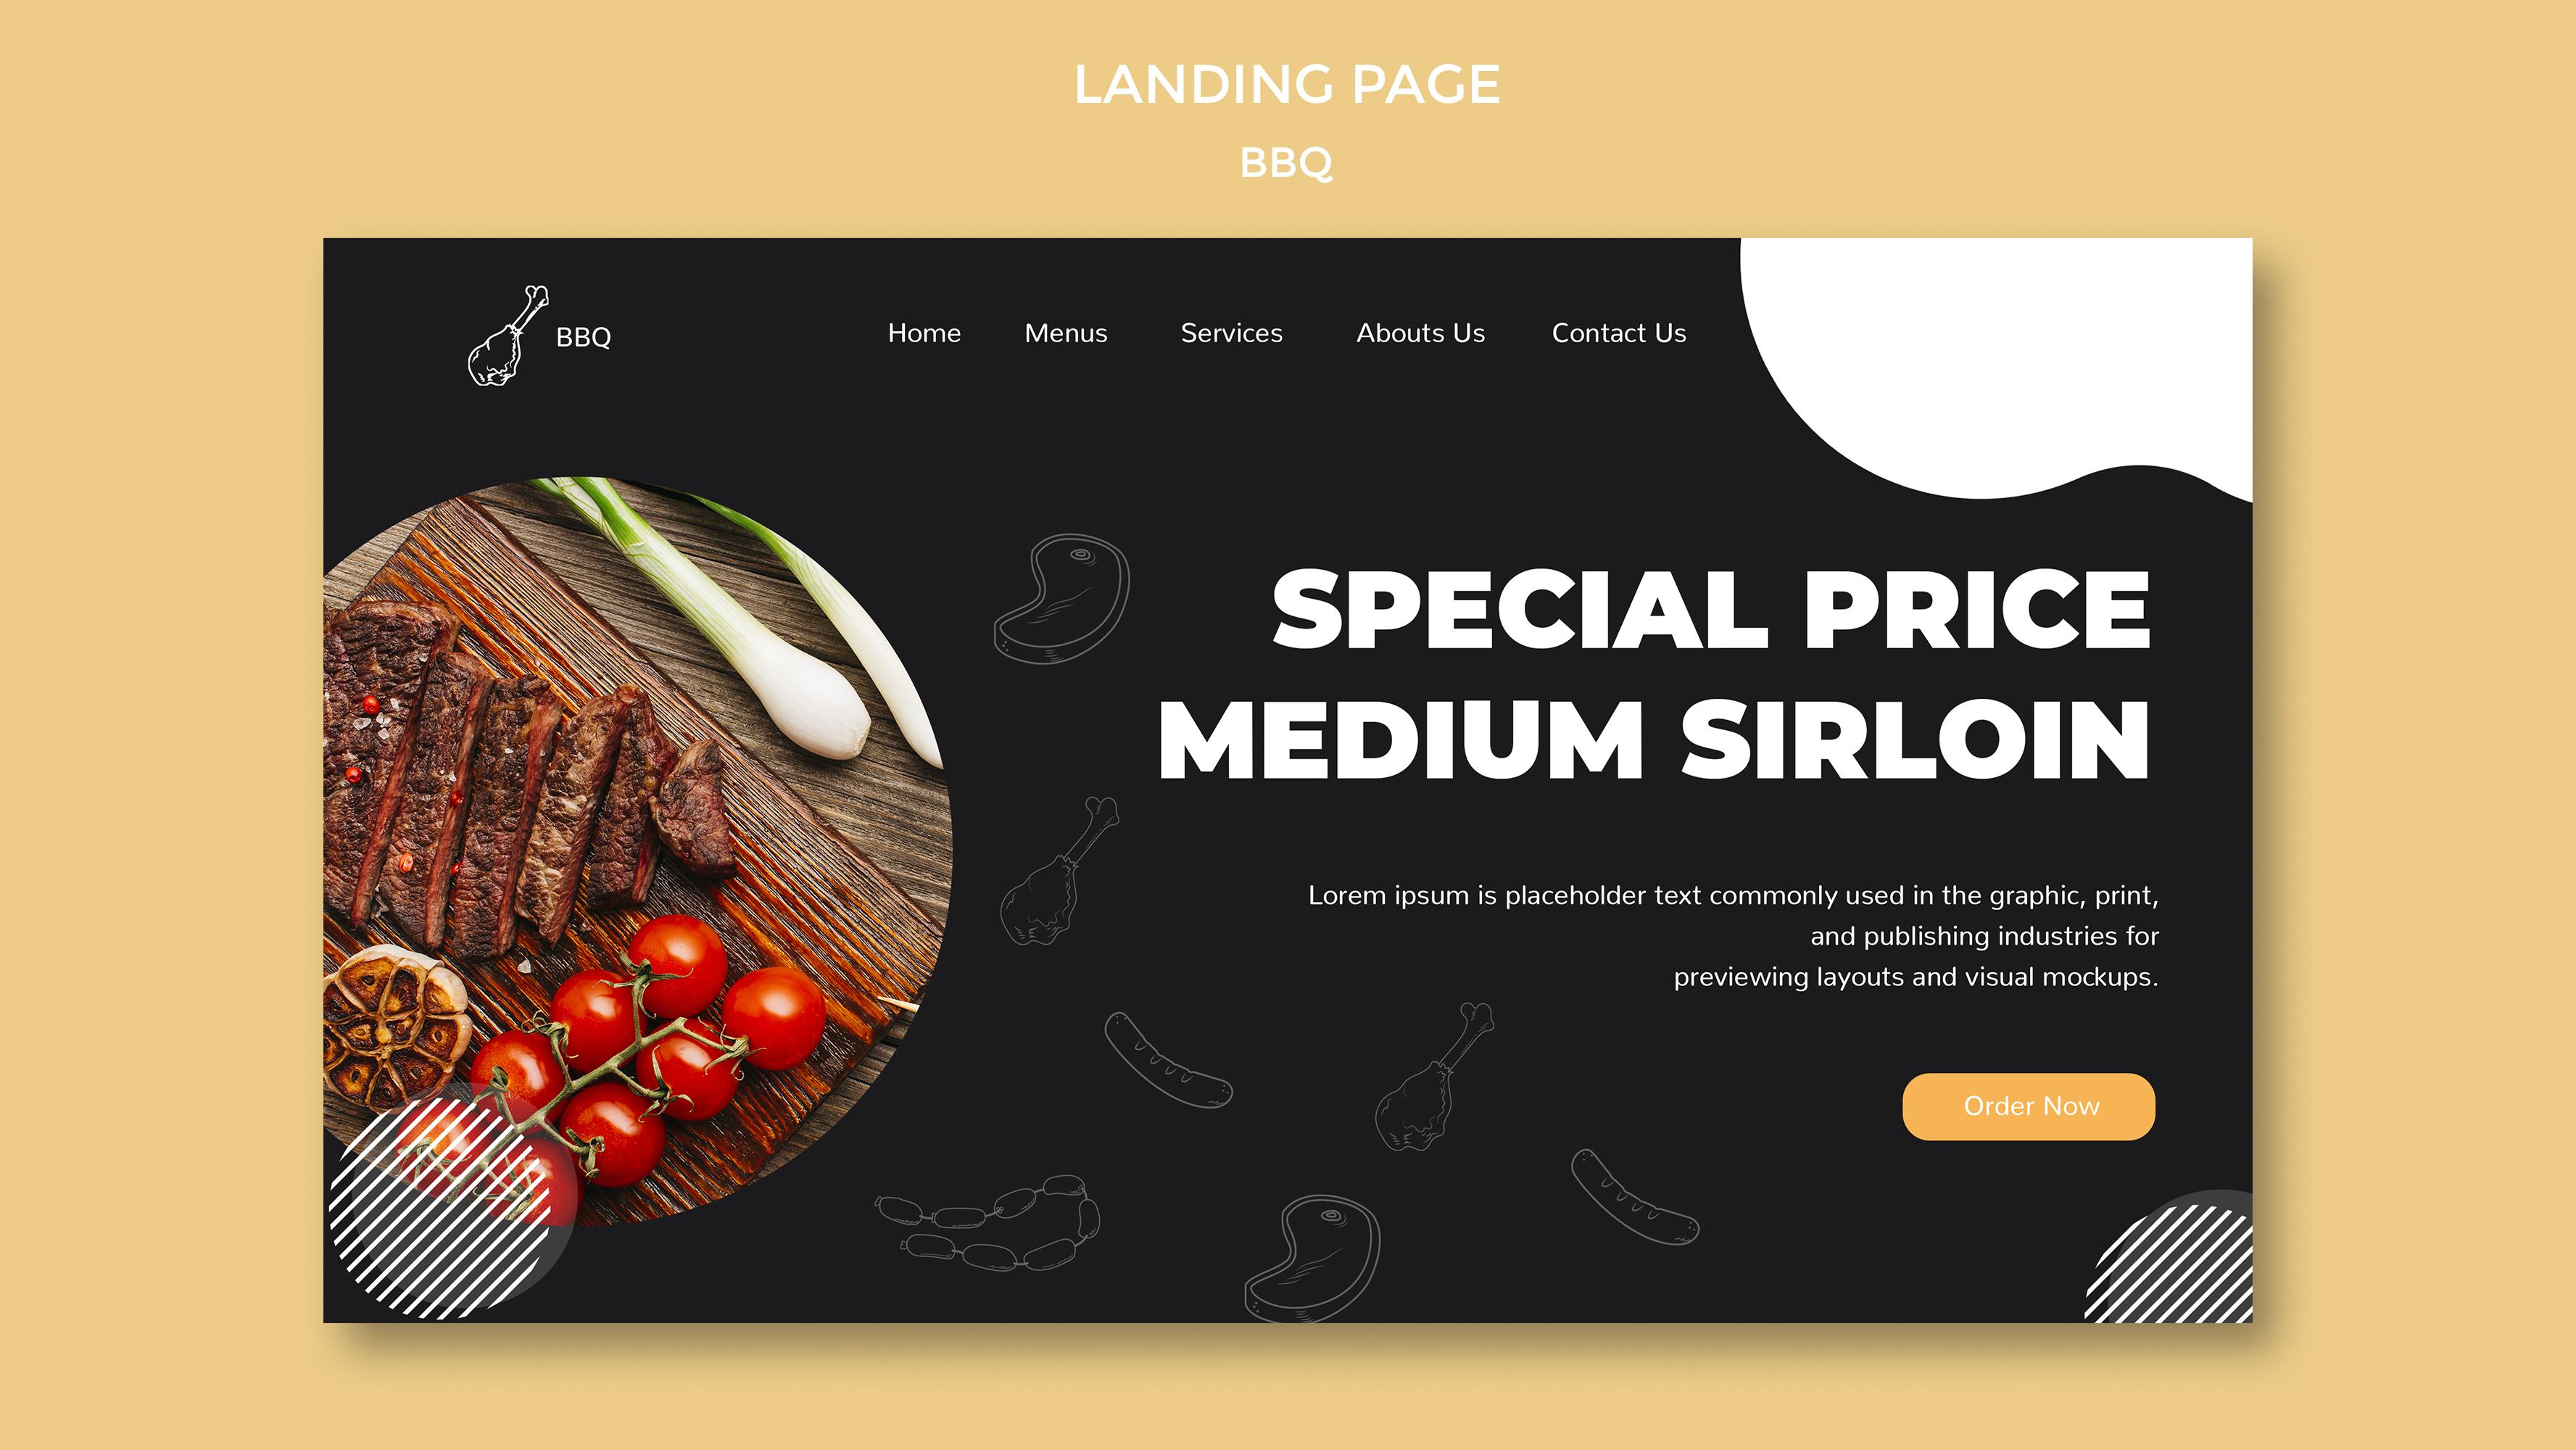 LANDING PAGE
BBQ
BBQ
Home Menus Services Abouts Us Contact Us
SPECIAL PRICE
MEDIUM SIRLOIN
Lorem ipsum is placeholder text commonly used in the graphic, print,
and publishing industries for
previewing layouts and visual mockups.
Order Now